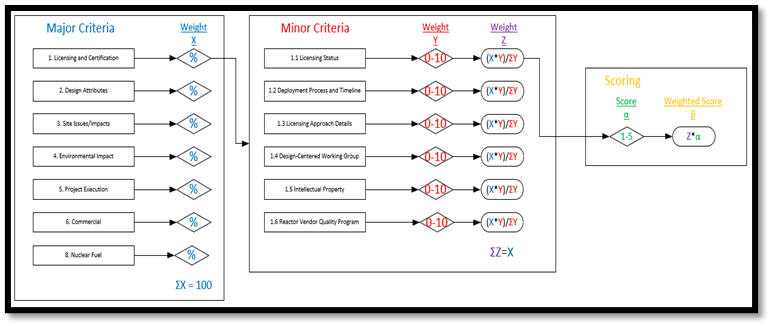 Major Criteria
Weight
X
1. Licensing and Certification
%
2. Design Attributes
%
3. Site Issues/Impacts
%
4. Environmental Impact
%
5. Project Execution
%
6. Commercial
%
8. Nuclear Fuel
%
ΣX = 100
Minor Criteria
Weight
Y
Weight
Z
1.1 Licensing Status
0-10
(X*Y)/ΣY
1.2 Deployment Process and Timeline
0-10
(X*Y)/ΣY
1.3 Licensing Approach Details
0-10
(X*Y)/ΣY
1.4 Design-Centered Working Group
0-10
(X*Y)/ΣY
1.5 Intellectual Property
0-10
(X*Y)/ΣY
1.6 Reactor Vendor Quality Program
0-10
(X*Y)/ΣY
ΣZ=X
Scoring
Score
α
Weighted Score
β
1-5
Z*α